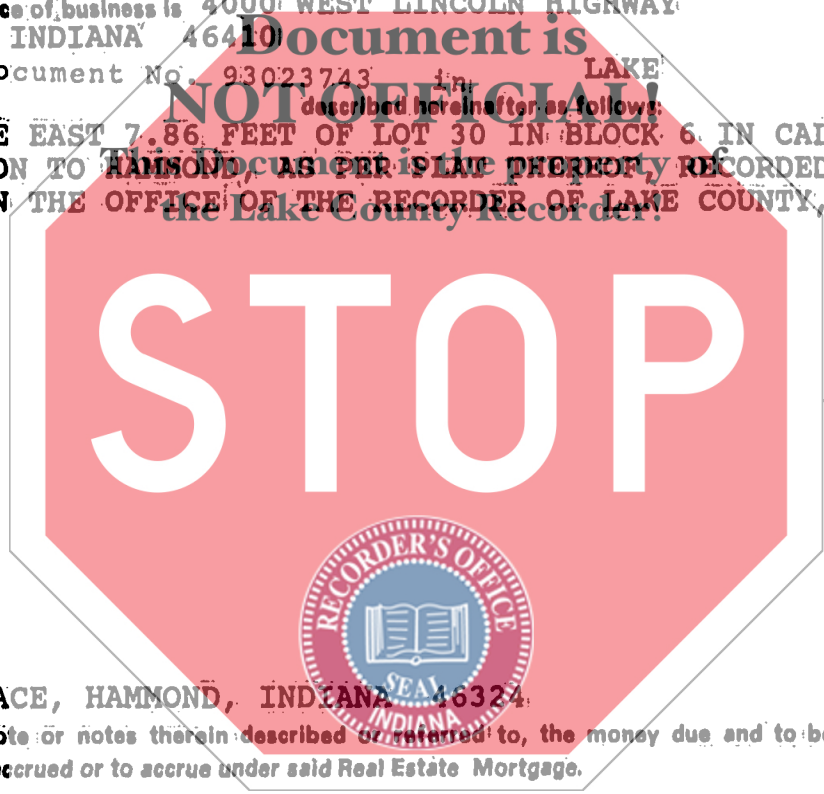 ce of business is 4000 WEST LINCOLN HIGHWAY
INDIANA 46410
Document is
ocument No. 93023743 in LAKE
NOT OFFICIAL!
described hereinafter as follows:
E EAST 7.86 FEET OF LOT 30 IN BLOCK 6 IN CAL
ON TO HAMMOND, AS PER PLAT THEREOF, RECORDED
This Document is the property of
N THE OFFICE OF THE RECORDER OF LAKE COUNTY,
the Lake County Recorder!
STOP
RECORDER'S OFFICE
SEAL
INDIANA
ACE, HAMMOND, INDIANA 46324
ote or notes therein described or referred to, the money due and to be
ccrued or to accrue under said Real Estate Mortgage.